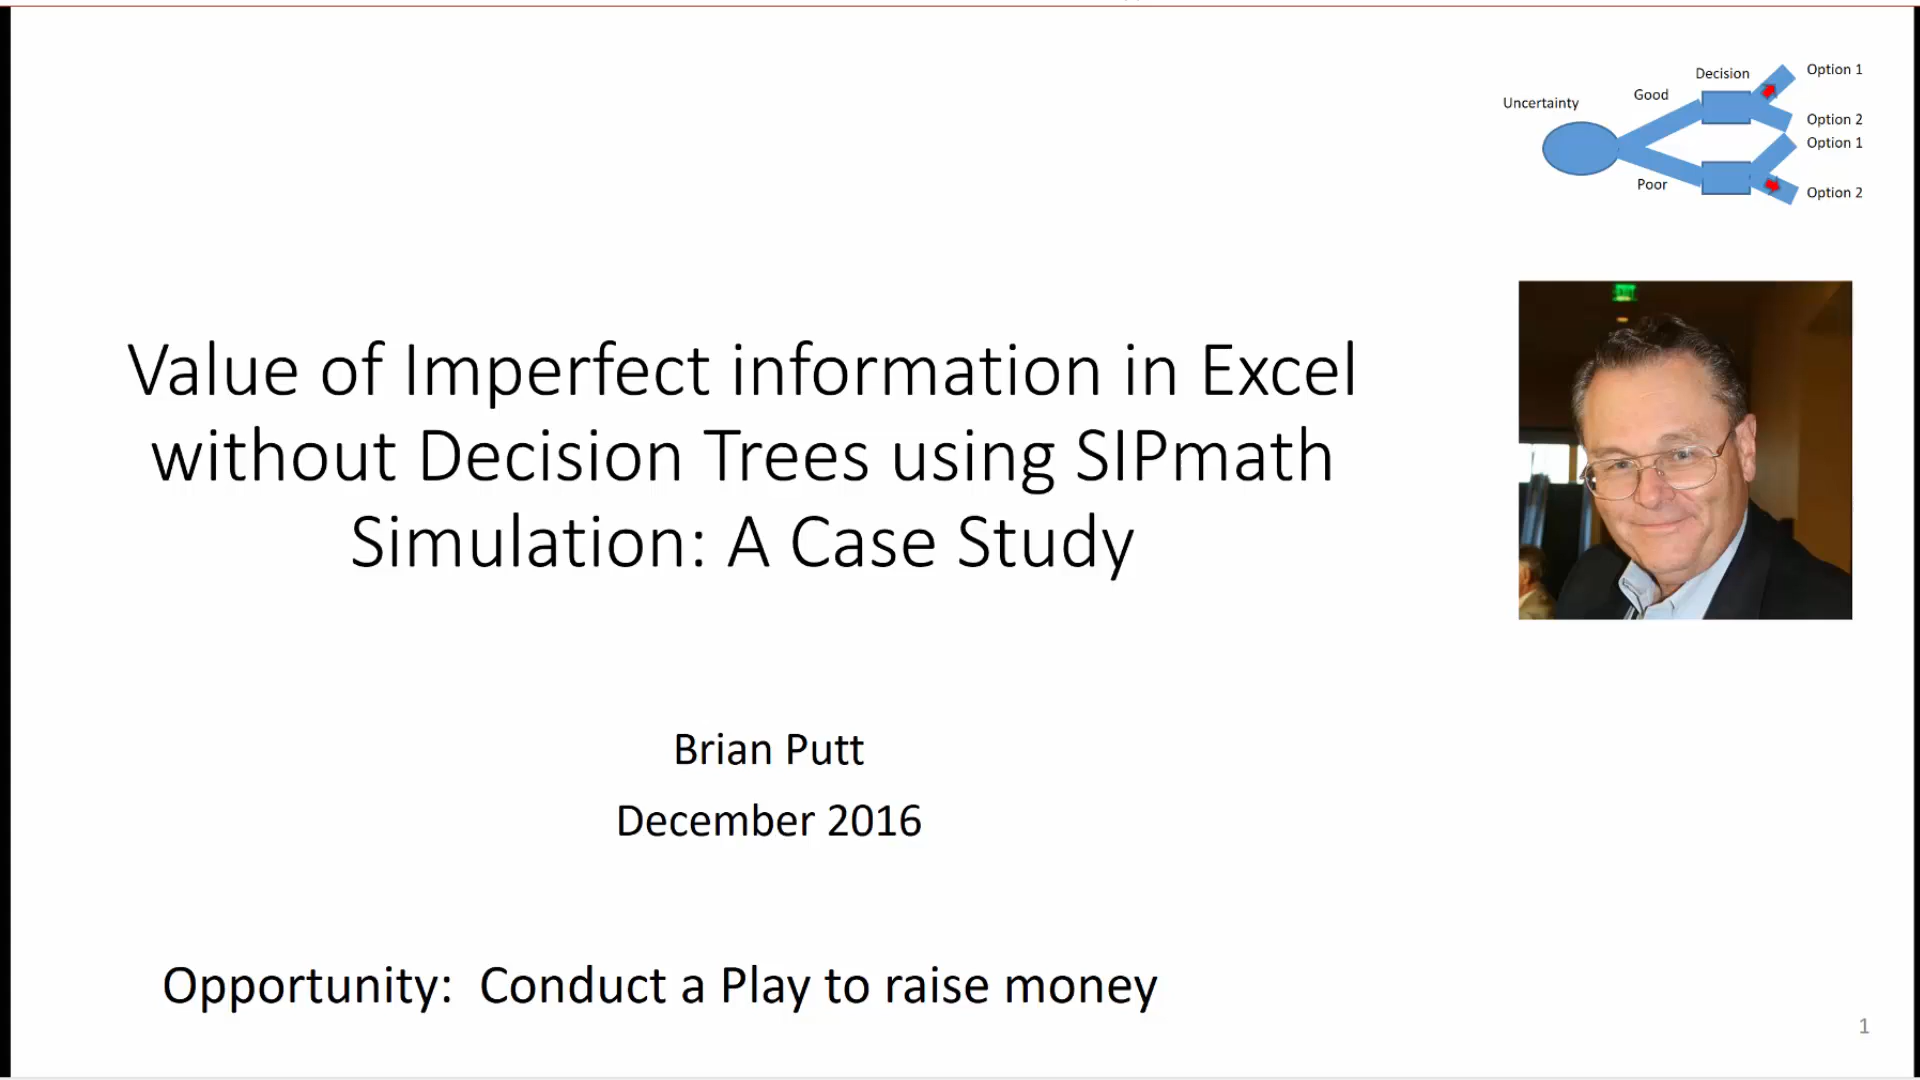 Decision
Option 1
Good
Uncertainty
Option 2
Option 1
Poor
Option 2
Value of Imperfect information in Excel
without Decision Trees using SIPmath
Simulation: A Case Study
Brian Putt
December 2016
Opportunity:  Conduct a Play to raise money
1